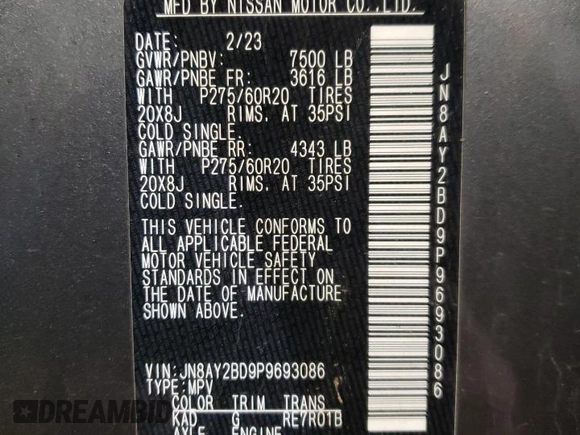 MFD BY NISSAN MOTOR CO.,LTD.
DATE: 2/23
GVWR/PNBV: 7500 LB
GAWR/PNBE FR: 3616 LB
WITH P275/60R20 TIRES
20X8J RIMS, AT 35PSI
COLD SINGLE.
GAWR/PNBE RR: 4343 LB
WITH P275/60R20 TIRES
20X8J RIMS, AT 35PSI
COLD SINGLE.
THIS VEHICLE CONFORMS TO
ALL APPLICABLE FEDERAL
MOTOR VEHICLE SAFETY
STANDARDS IN EFFECT ON
THE DATE OF MANUFACTURE
SHOWN ABOVE.
VIN:JN8AY2BD9P9693086
TYPE:MPV
COLOR TRIM TRANS
KAD G RE7R01B
AXLE ENGINE
JN8AY2BD9P9693086
DREAMBID